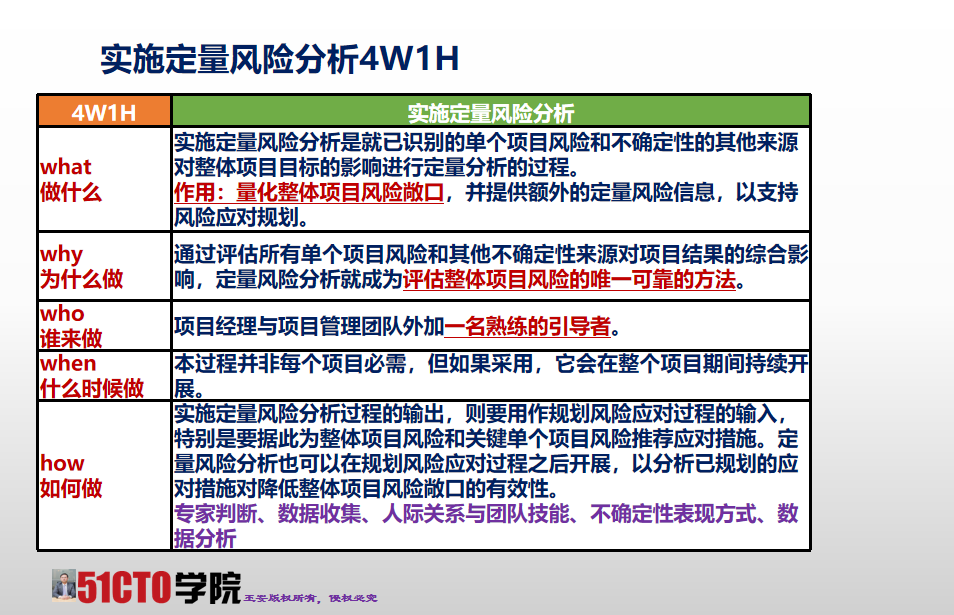 实施定量风险分析4W1H
4W1H
实施定量风险分析
what
做什么
实施定量风险分析是就已识别的单个项目风险和不确定性的其他来源
对整体项目目标的影响进行定量分析的过程。
作用：量化整体项目风险敞口，并提供额外的定量风险信息，以支持
风险应对规划。
why
为什么做
通过评估所有单个项目风险和其他不确定性来源对项目结果的综合影
响，定量风险分析就成为评估整体项目风险的唯一可靠的方法。
who
谁来做
项目经理与项目管理团队外加一名熟练的引导者。
when
什么时候做
本过程并非每个项目必需，但如果采用，它会在整个项目期间持续开
展。
how
如何做
实施定量风险分析过程的输出，则要用作规划风险应对过程的输入，
特别是要据此为整体项目风险和关键单个项目风险推荐应对措施。定
量风险分析也可以在规划风险应对过程之后开展，以分析已规划的应
对措施对降低整体项目风险敞口的有效性。
专家判断、数据收集、人际关系与团队技能、不确定性表现方式、数
据分析
51CTO学院
版权所有，侵权必究